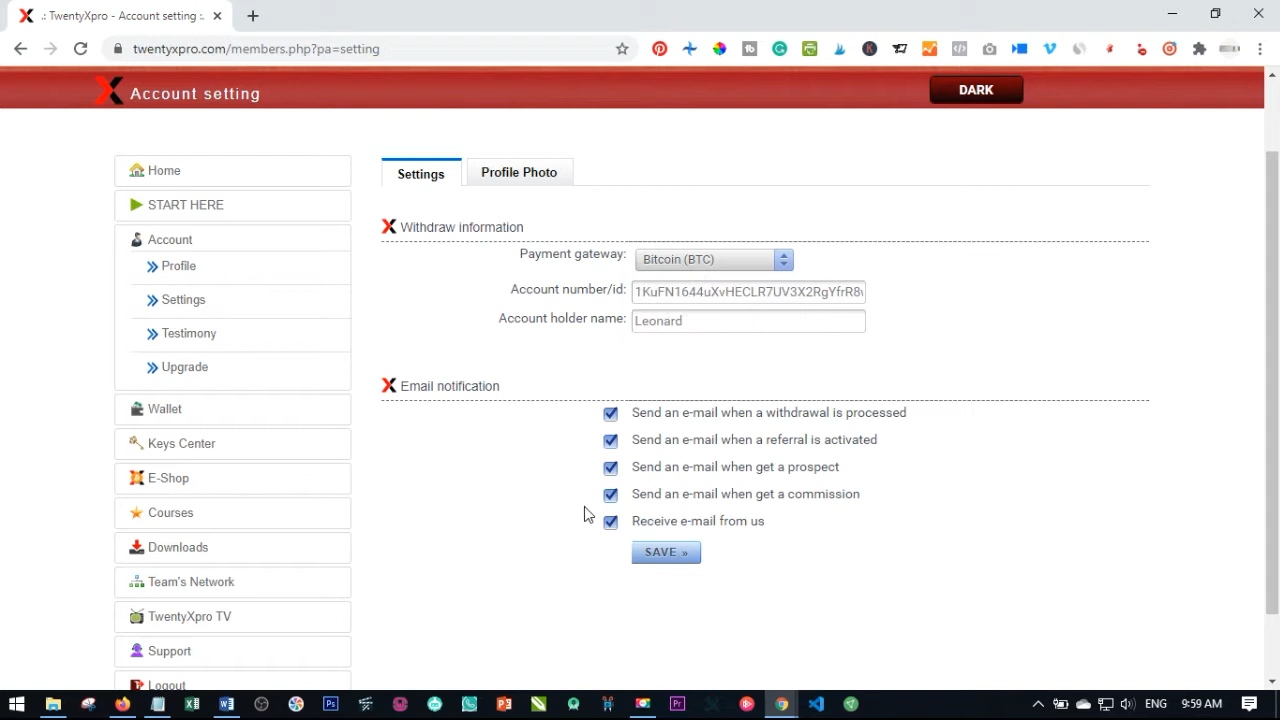 .: TwentyXpro - Account setting :.
twentyxpro.com/members.php?pa=setting
Account setting
DARK
Home
START HERE
Account
Profile
Settings
Testimony
Upgrade
Wallet
Keys Center
E-Shop
Courses
Downloads
Team's Network
TwentyXpro TV
Support
Logout
Settings
Profile Photo
Withdraw information
Payment gateway:
Bitcoin (BTC)
Account number/id:
1KuFN1644uXvHECLR7UV3X2RgYfrR8
Account holder name:
Leonard
Email notification
Send an e-mail when a withdrawal is processed
Send an e-mail when a referral is activated
Send an e-mail when get a prospect
Send an e-mail when get a commission
Receive e-mail from us
SAVE »
ENG
9:59 AM